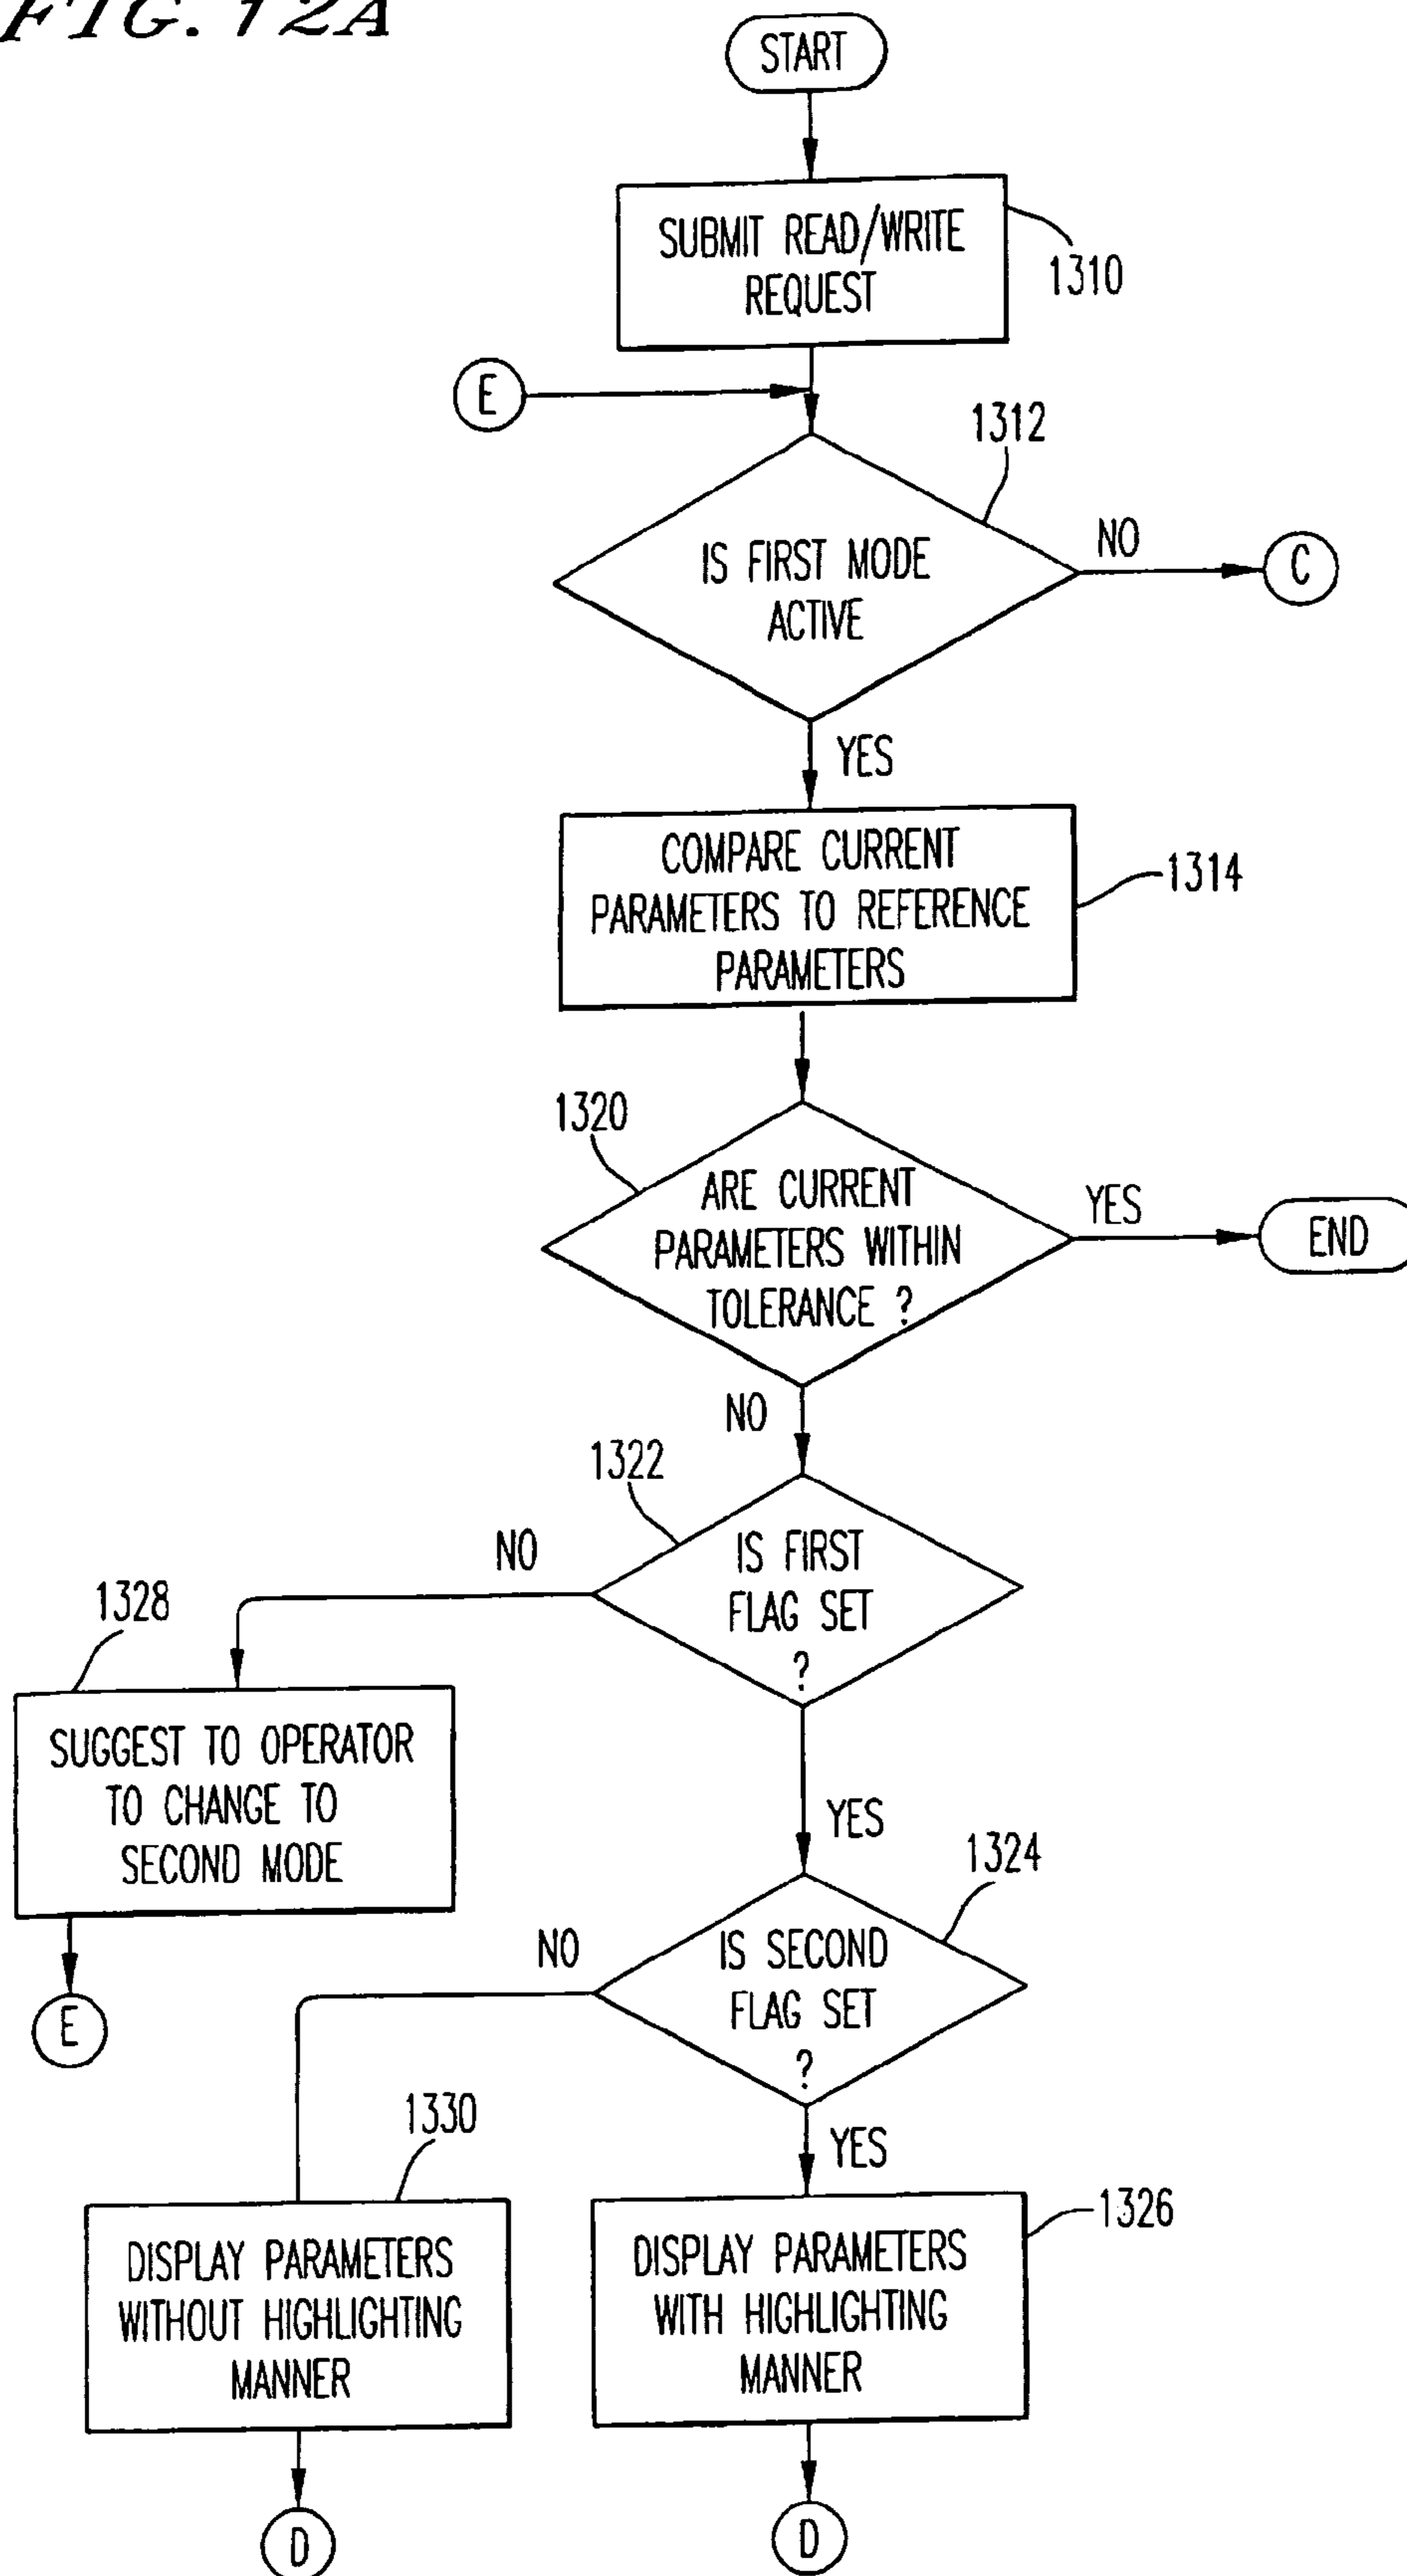 FIG. 12A
START
SUBMIT READ/WRITE
REQUEST
1310
E
1312
IS FIRST MODE
ACTIVE
NO
C
YES
COMPARE CURRENT
PARAMETERS TO REFERENCE
PARAMETERS
1314
1320
ARE CURRENT
PARAMETERS WITHIN
TOLERANCE ?
YES
END
NO
1322
IS FIRST
FLAG SET
?
NO
1328
SUGGEST TO OPERATOR
TO CHANGE TO
SECOND MODE
E
YES
1324
IS SECOND
FLAG SET
?
NO
1330
YES
DISPLAY PARAMETERS
WITHOUT HIGHLIGHTING
MANNER
1326
DISPLAY PARAMETERS
WITH HIGHLIGHTING
MANNER
D
D